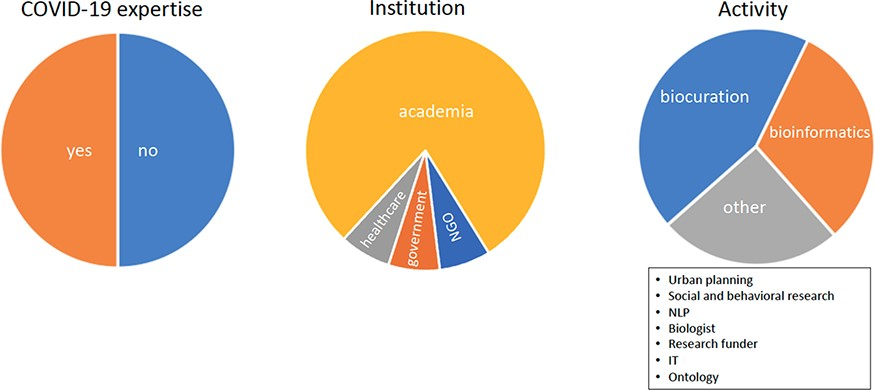 COVID-19 expertise
Institution
Activity
yes
no
academia
healthcare
government
NGO
biocuration
bioinformatics
other
• Urban planning
• Social and behavioral research
• NLP
• Biologist
• Research funder
• IT
• Ontology